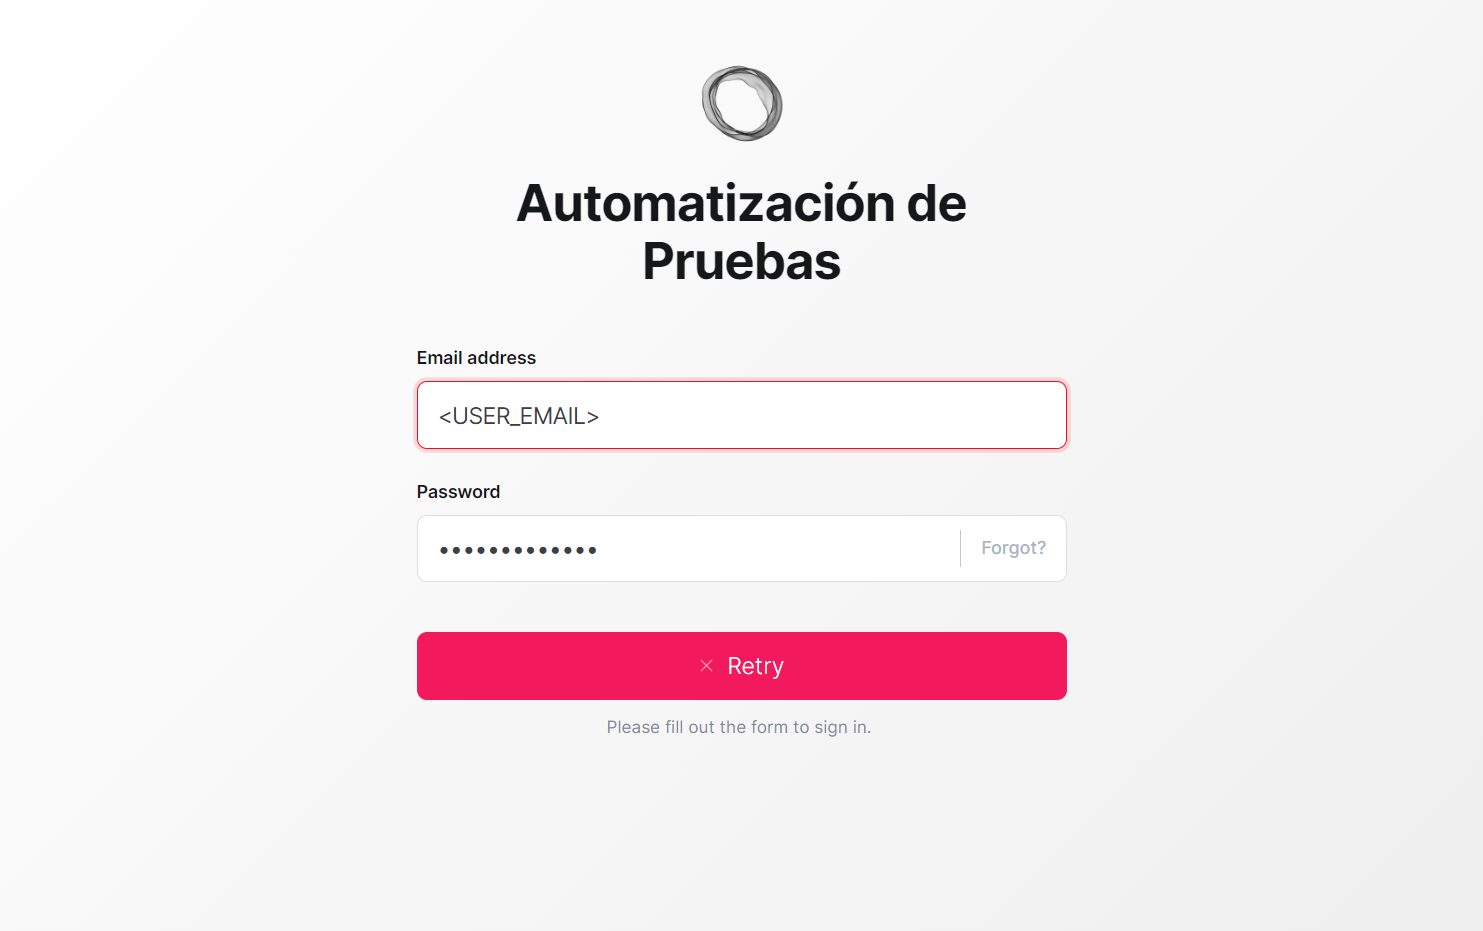 Automatización de
Pruebas
Email address
<USER_EMAIL>
Password
•••••••••••••
Forgot?
× Retry
Please fill out the form to sign in.